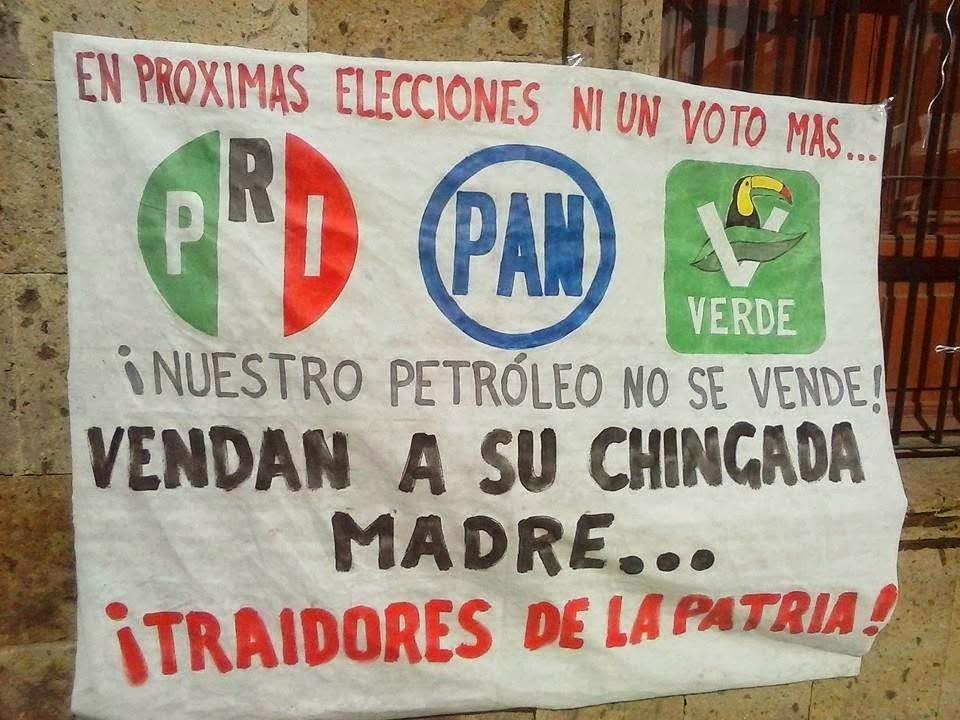 EN PROXIMAS ELECCIONES NI UN VOTO MAS...
PRI PAN VERDE
¡NUESTRO PETRÓLEO NO SE VENDE!
VENDAN A SU CHINGADA
MADRE...
¡TRAIDORES DE LA PATRIA!